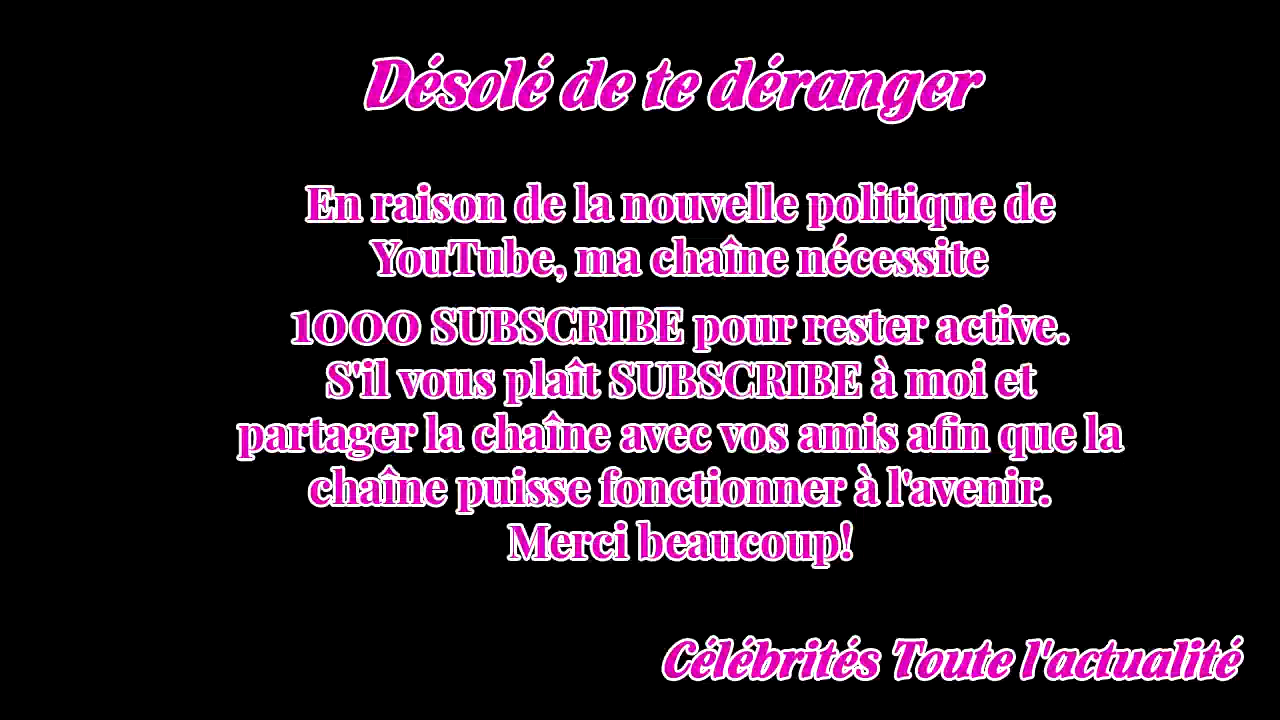 Désolé de te déranger
En raison de la nouvelle politique de
YouTube, ma chaîne nécessite
1000 SUBSCRIBE pour rester active.
S'il vous plaît SUBSCRIBE à moi et
partager la chaîne avec vos amis afin que la
chaîne puisse fonctionner à l'avenir.
Merci beaucoup!
Célébrités Toute l'actualité